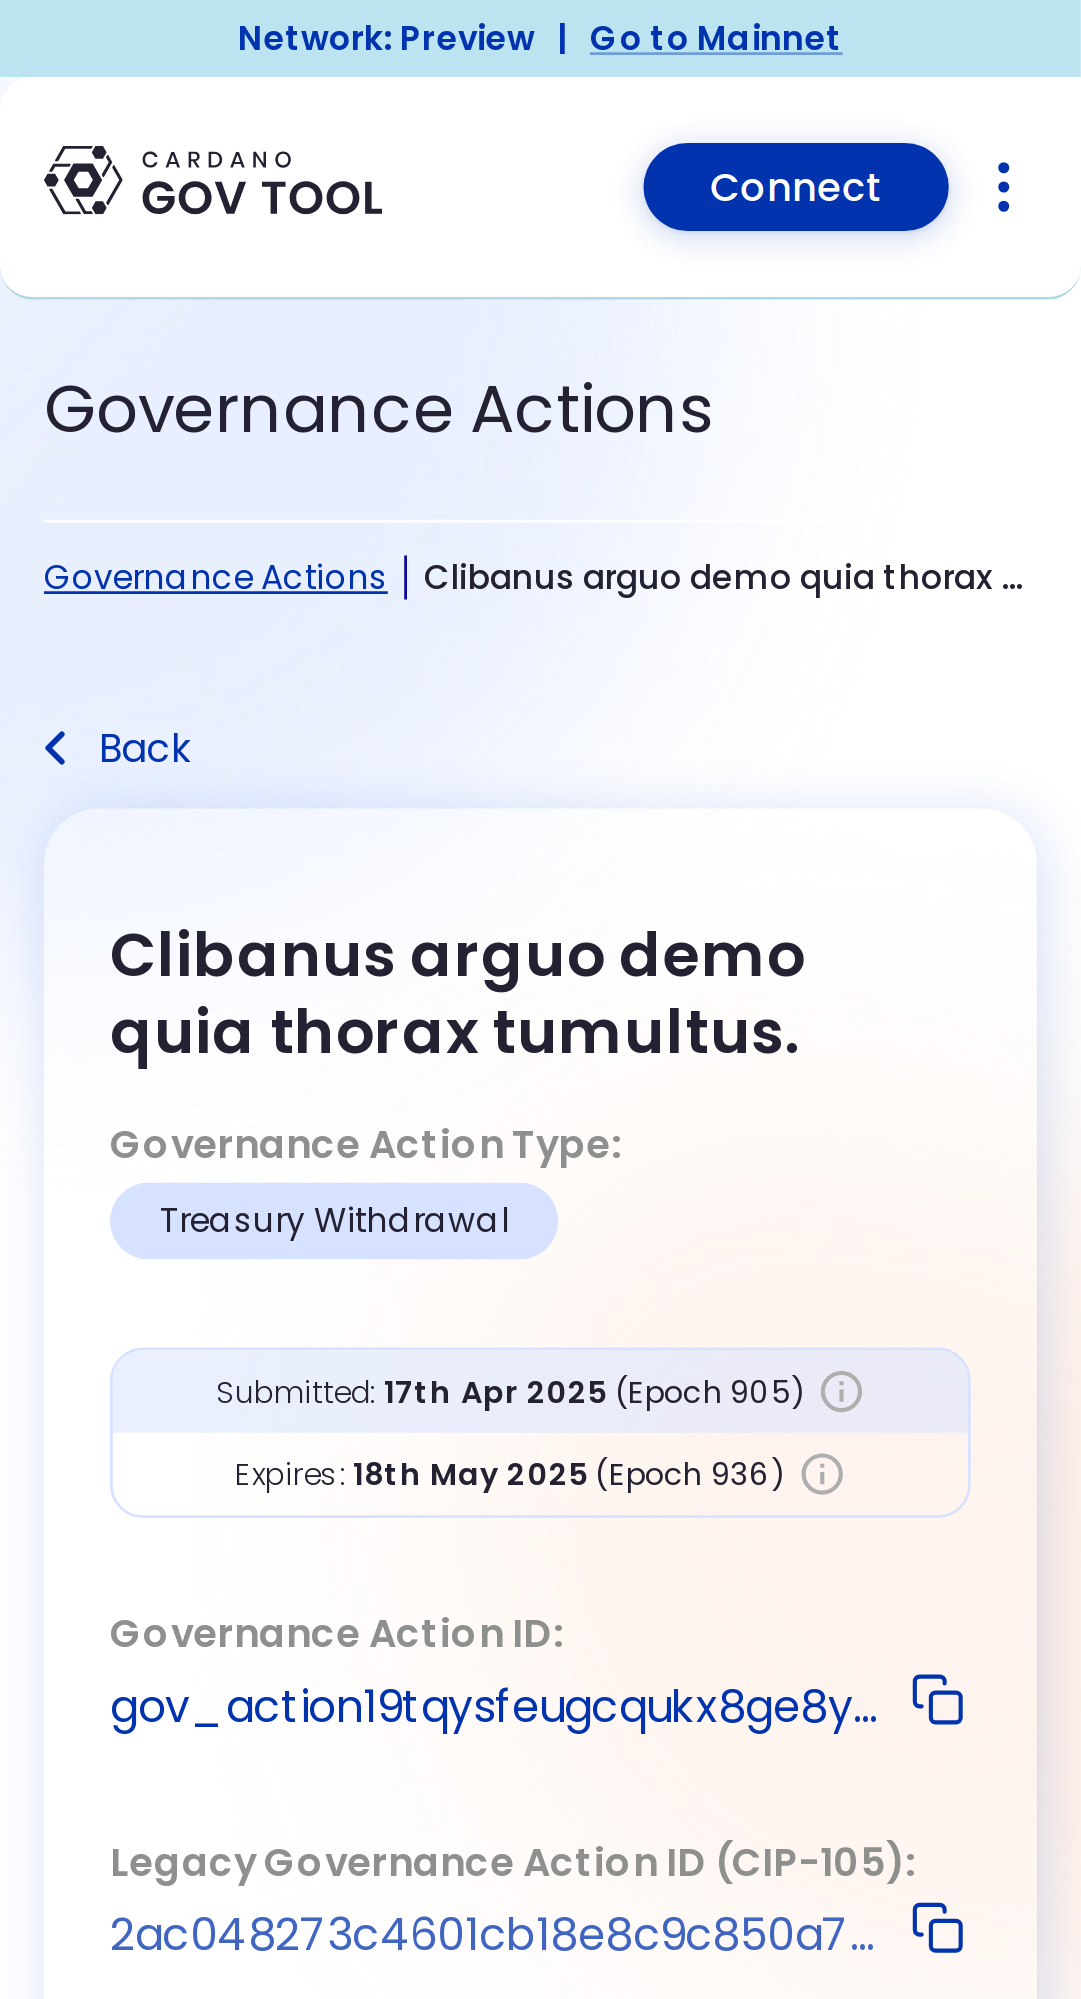 Network: Preview | Go to Mainnet
CARDANO
GOV TOOL
Connect
Governance Actions
Governance Actions | Clibanus arguo demo quia thorax ...
Back
Clibanus arguo demo
quia thorax tumultus.
Governance Action Type:
Treasury Withdrawal
Submitted: 17th Apr 2025 (Epoch 905)
Expires: 18th May 2025 (Epoch 936)
Governance Action ID:
gov_action19tqysfeugcqukx8ge8y...
Legacy Governance Action ID (CIP-105):
2ac048273c4601cb18e8c9c850a7...